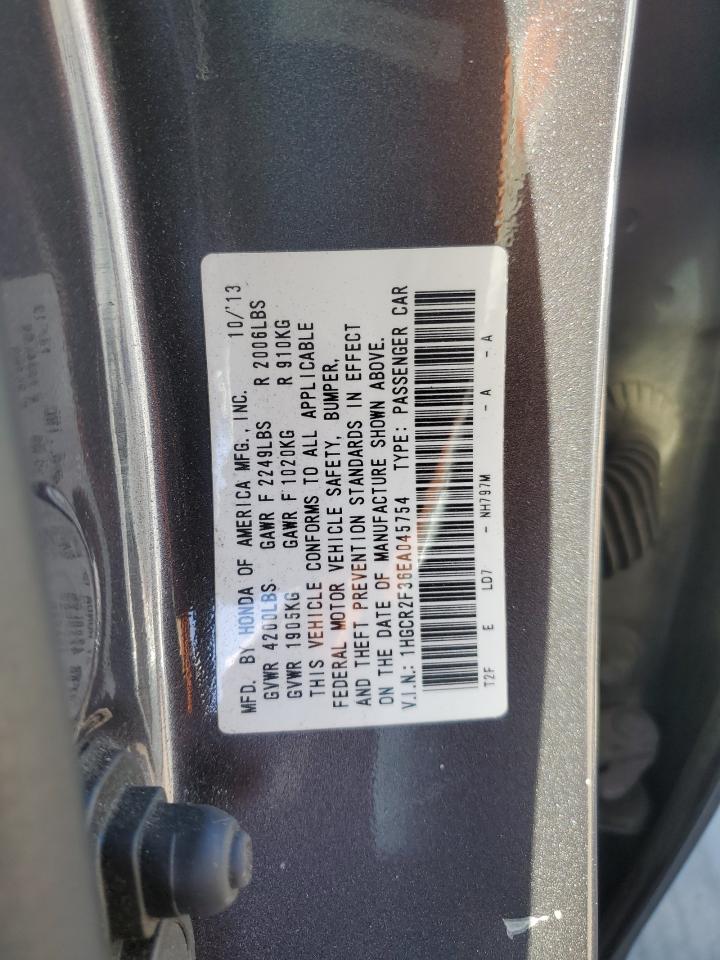 MFD. BY HONDA OF AMERICA MFG., INC. 10/'13
GVWR 4200LBS GAWR F 2249LBS R 2006LBS
GVWR 1905KG GAWR F 1020KG R 910KG
THIS VEHICLE CONFORMS TO ALL APPLICABLE
FEDERAL MOTOR VEHICLE SAFETY, BUMPER,
AND THEFT PREVENTION STANDARDS IN EFFECT
ON THE DATE OF MANUFACTURE SHOWN ABOVE.
V.I.N.: 1HGCR2F36EA045754 TYPE: PASSENGER CAR
T2F E LD7 - NH797M - A - A